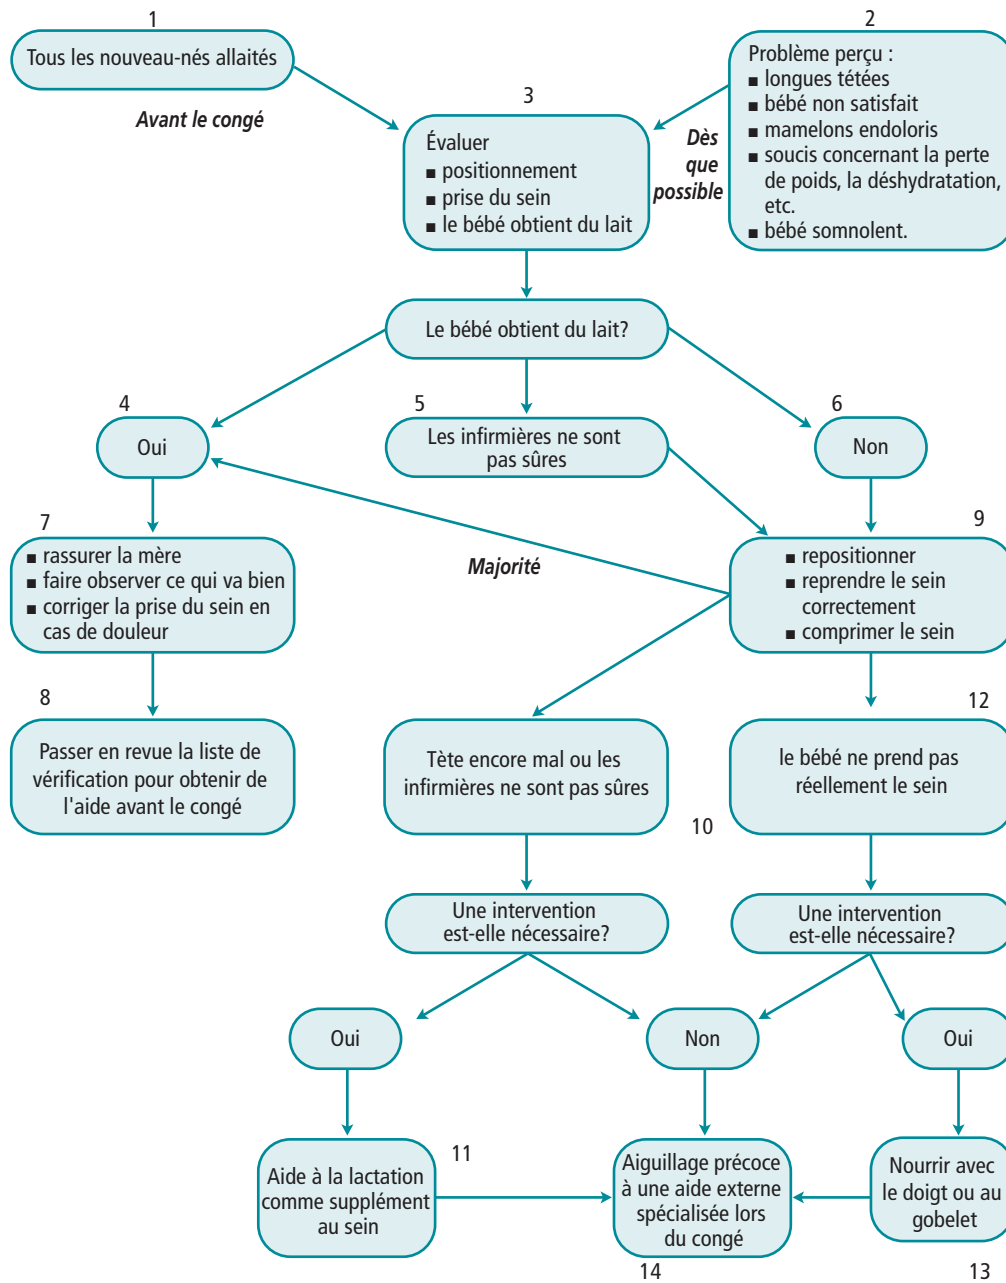 1
Tous les nouveau-nés allaités
Avant le congé
2
Problème perçu :
■ longues tétées
■ bébé non satisfait
■ mamelons endoloris
■ soucis concernant la perte
de poids, la déshydratation,
etc.
■ bébé somnolent.
Dès
que
possible
3
Évaluer
■ positionnement
■ prise du sein
■ le bébé obtient du lait
Le bébé obtient du lait?
4
Oui
5
Les infirmières ne sont
pas sûres
6
Non
7
■ rassurer la mère
■ faire observer ce qui va bien
■ corriger la prise du sein en
cas de douleur
Majorité
9
■ repositionner
■ reprendre le sein
correctement
■ comprimer le sein
8
Passer en revue la liste de
vérification pour obtenir de
l'aide avant le congé
Tète encore mal ou les
infirmières ne sont pas sûres
10
12
le bébé ne prend pas
réellement le sein
Une intervention
est-elle nécessaire?
Une intervention
est-elle nécessaire?
Oui
Non
Oui
11
Aide à la lactation
comme supplément
au sein
Aiguillage précoce
à une aide externe
spécialisée lors
du congé
14
Nourrir avec
le doigt ou au
gobelet
13